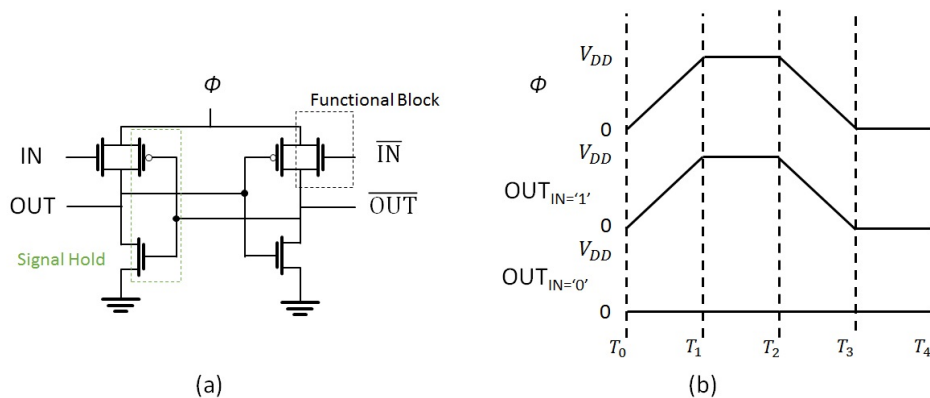 Φ
Functional Block
IN
IN
OUT
OUT
Signal Hold
(a)
V_DD
Φ
0
V_DD
OUT_IN='1'
0
V_DD
OUT_IN='0'
0
T_0 T_1 T_2 T_3 T_4
(b)